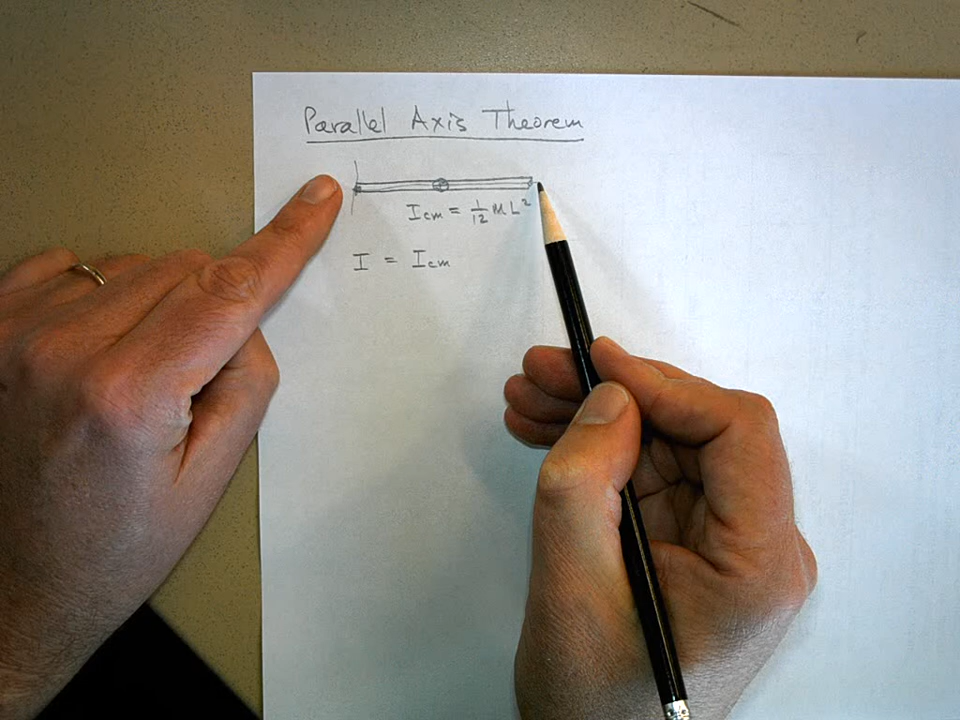 Parallel Axis Theorem
Icm = 1/12 ML²
I = Icm